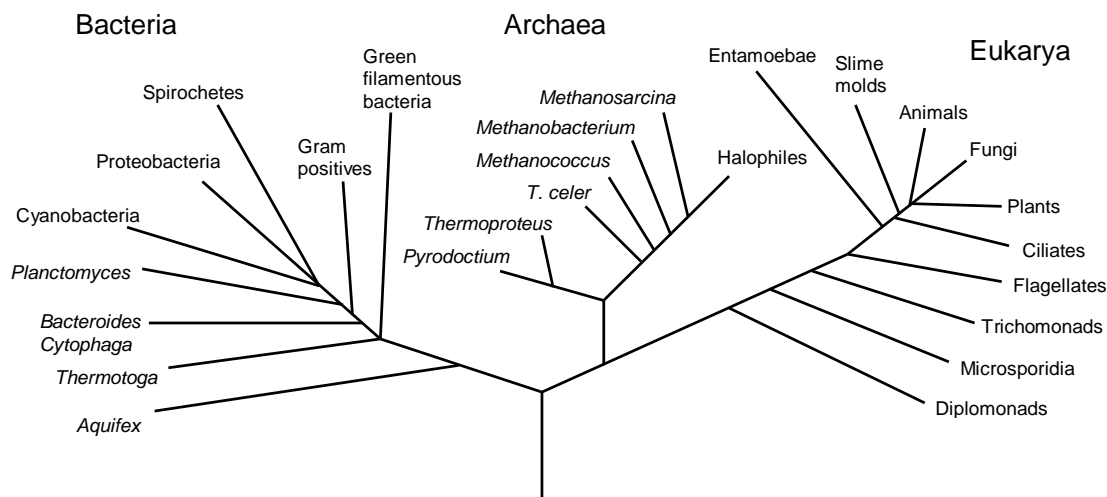 Bacteria
Archaea
Eukarya
Green
filamentous
bacteria
Spirochetes
Gram
positives
Proteobacteria
Cyanobacteria
Planctomyces
Bacteroides
Cytophaga
Thermotoga
Aquifex
Methanosarcina
Methanobacterium
Methanococcus
T. celer
Thermoproteus
Pyrodoctium
Halophiles
Entamoebae
Slime
molds
Animals
Fungi
Plants
Ciliates
Flagellates
Trichomonads
Microsporidia
Diplomonads